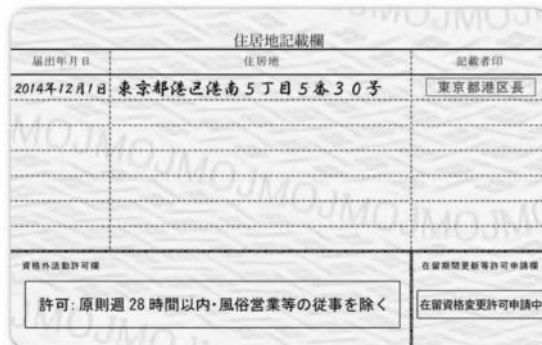 住居地記載欄
届出年月日 住居地 記載者印
2014年12月1日 東京都港区港南5丁目5番30号 東京都港区長
MOJMOJMOJMOJMOJMO
資格外活動許可欄
在留期間更新等許可申請欄
許可:原則週28時間以内・風俗営業等の従事を除く
在留資格変更許可申請中